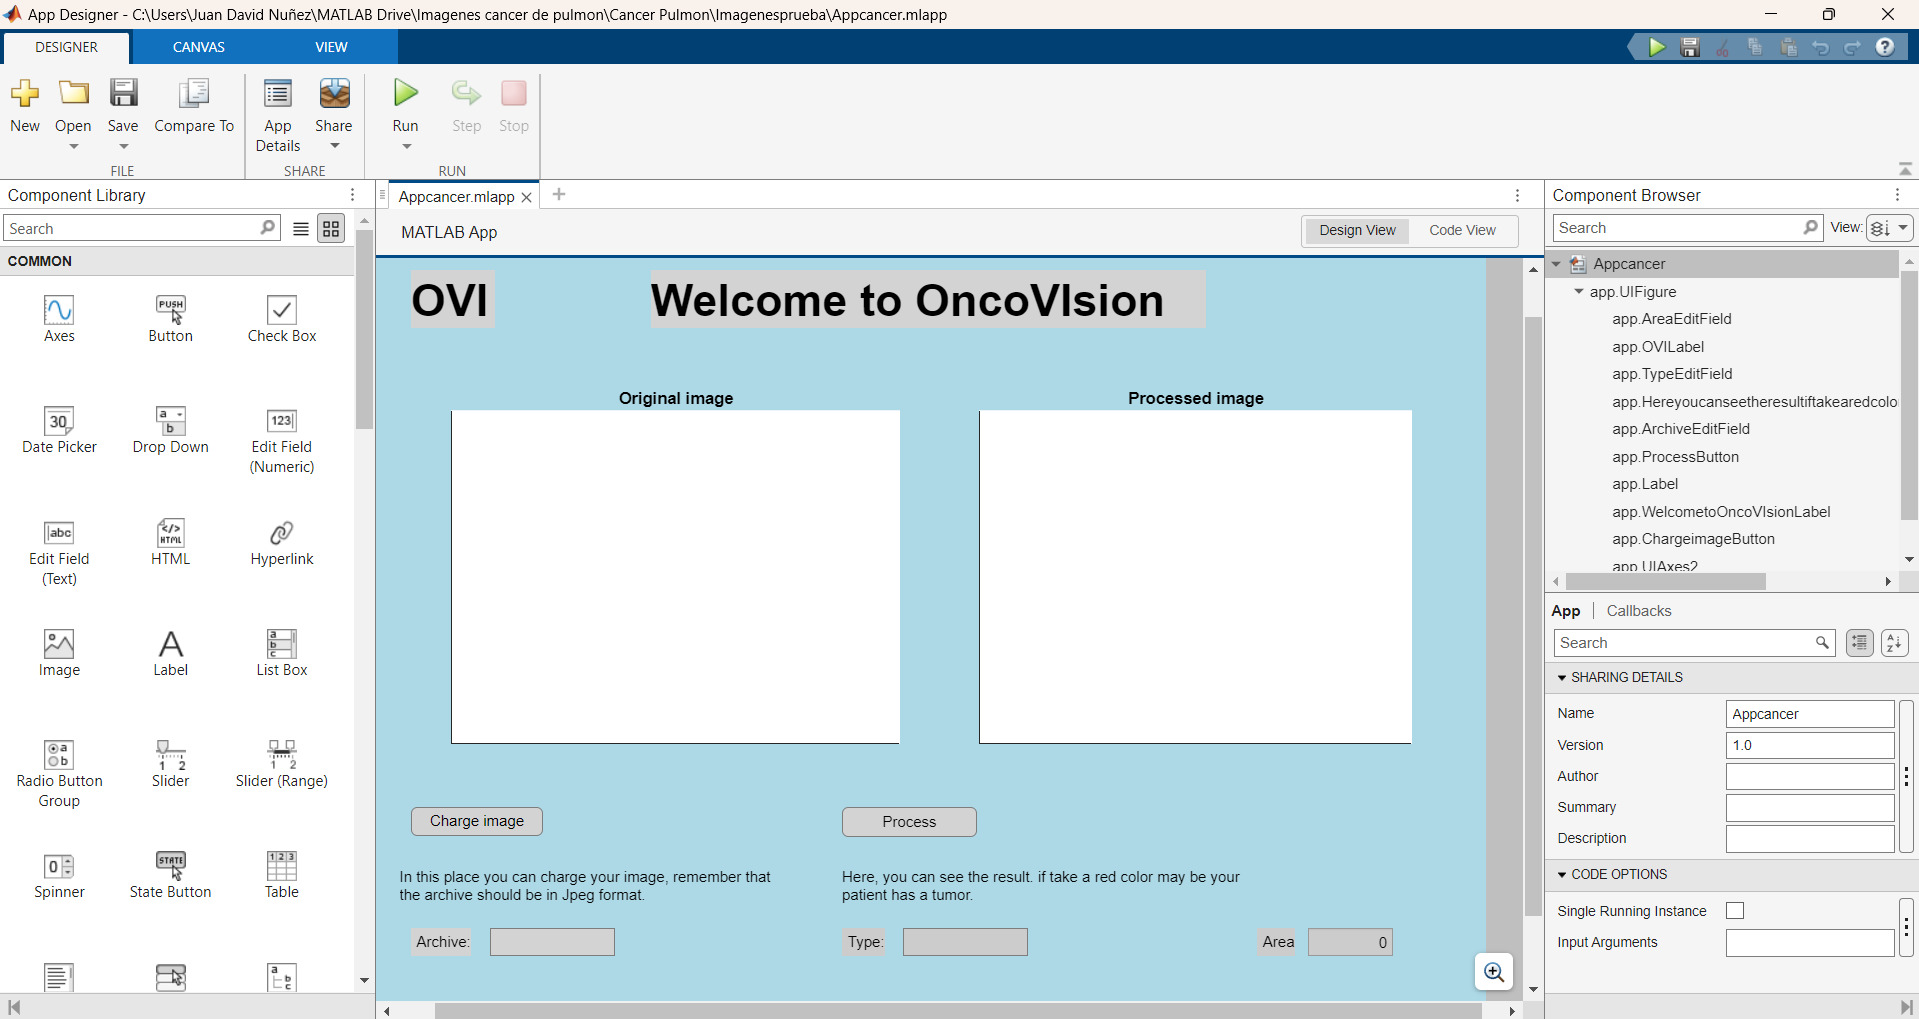 App Designer - C:\Users\Juan David Nuñez\MATLAB Drive\Imagenes cancer de pulmon\Cancer Pulmon\Imagenesprueba\Appcancer.mlapp
DESIGNER CANVAS VIEW
New Open Save Compare To App Details Share Run Step Stop
FILE SHARE RUN
Component Library
Search
COMMON
Axes Button Check Box
Date Picker Drop Down Edit Field (Numeric)
Edit Field (Text) HTML Hyperlink
Image Label List Box
Radio Button Group Slider Slider (Range)
Spinner State Button Table
Appcancer.mlapp
MATLAB App
Design View Code View
OVI Welcome to OncoVIsion
Original image Processed image
Charge image Process
In this place you can charge your image, remember that
the archive should be in Jpeg format.
Here, you can see the result. if take a red color may be your
patient has a tumor.
Archive: Type: Area 0
Component Browser
Search View:
Appcancer
app.UIFigure
app.AreaEditField
app.OVILabel
app.TypeEditField
app.Hereyoucanseetheresultiftakearedcolo
app.ArchiveEditField
app.ProcessButton
app.Label
app.WelcometoOncoVIsionLabel
app.ChargeimageButton
app.UIAxes2
App Callbacks
Search
SHARING DETAILS
Name Appcancer
Version 1.0
Author
Summary
Description
CODE OPTIONS
Single Running Instance
Input Arguments